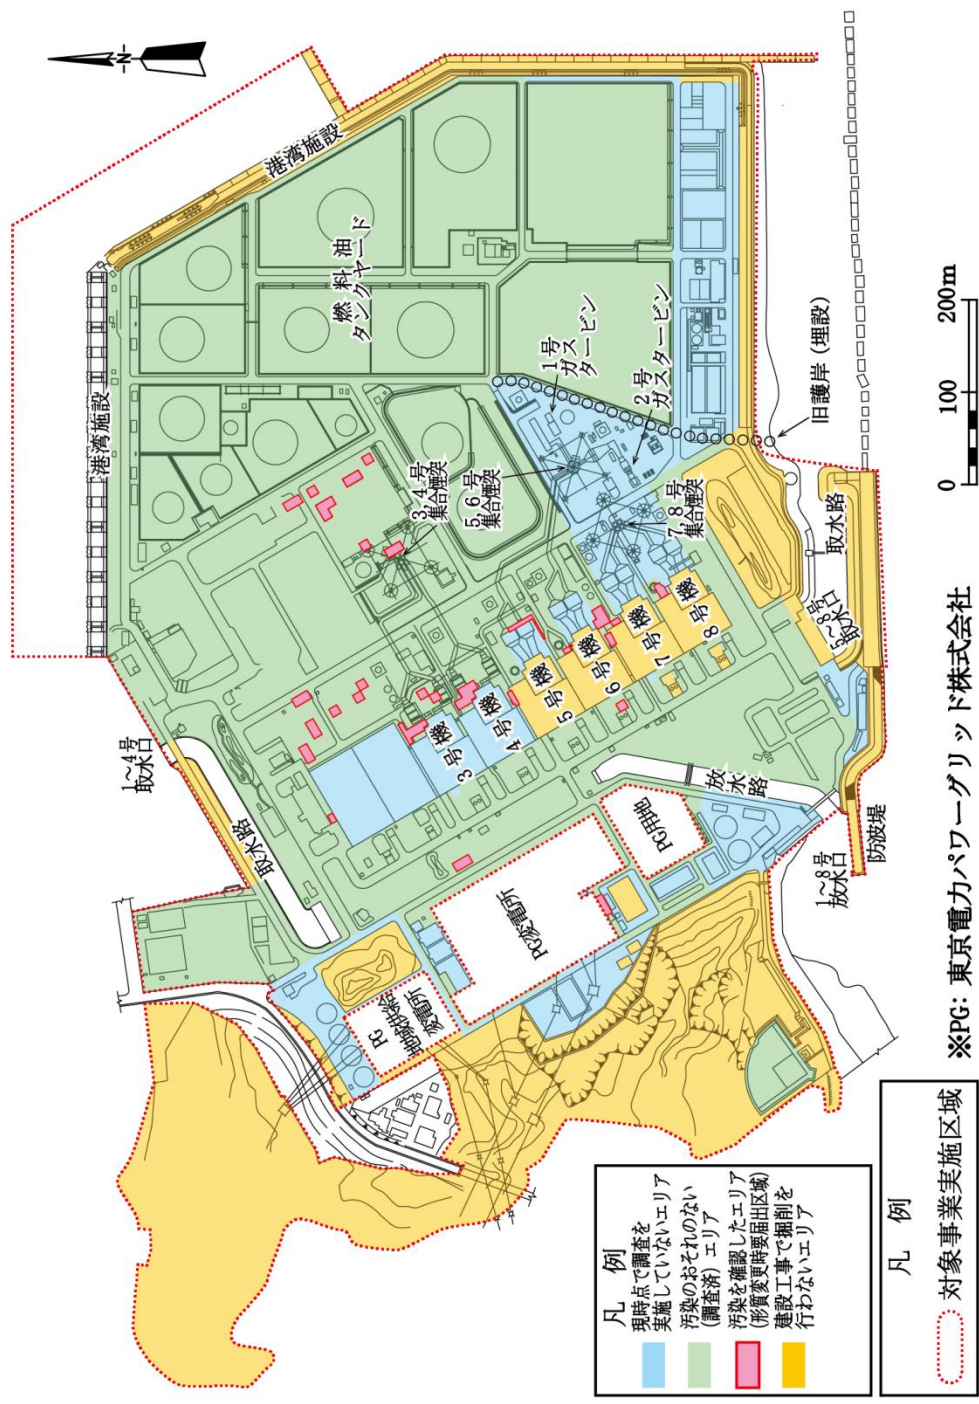 N
港湾施設
港湾施設
燃料油
タンクヤード
1号
ガス
タービン
2号
ガスタービン
旧護岸（埋設）
3,4号
集合煙突
5,6号
集合煙突
7,8号
集合煙突
1～4号
取水口
取水路
3号機
4号機
5号機
6号機
7号機
8号機
5～8号
取水口
取水路
放水路
PG用地
PG変電所
PG
地域供給
変電所
1～8号
放水口
防波堤
0
100
200m
※PG: 東京電力パワーグリッド株式会社
凡例
現時点で調査を
実施していないエリア
汚染のおそれのない
（調査済）エリア
汚染を確認したエリア
（形質変更時要届出区域）
建設工事で掘削を
行わないエリア
凡例
対象事業実施区域